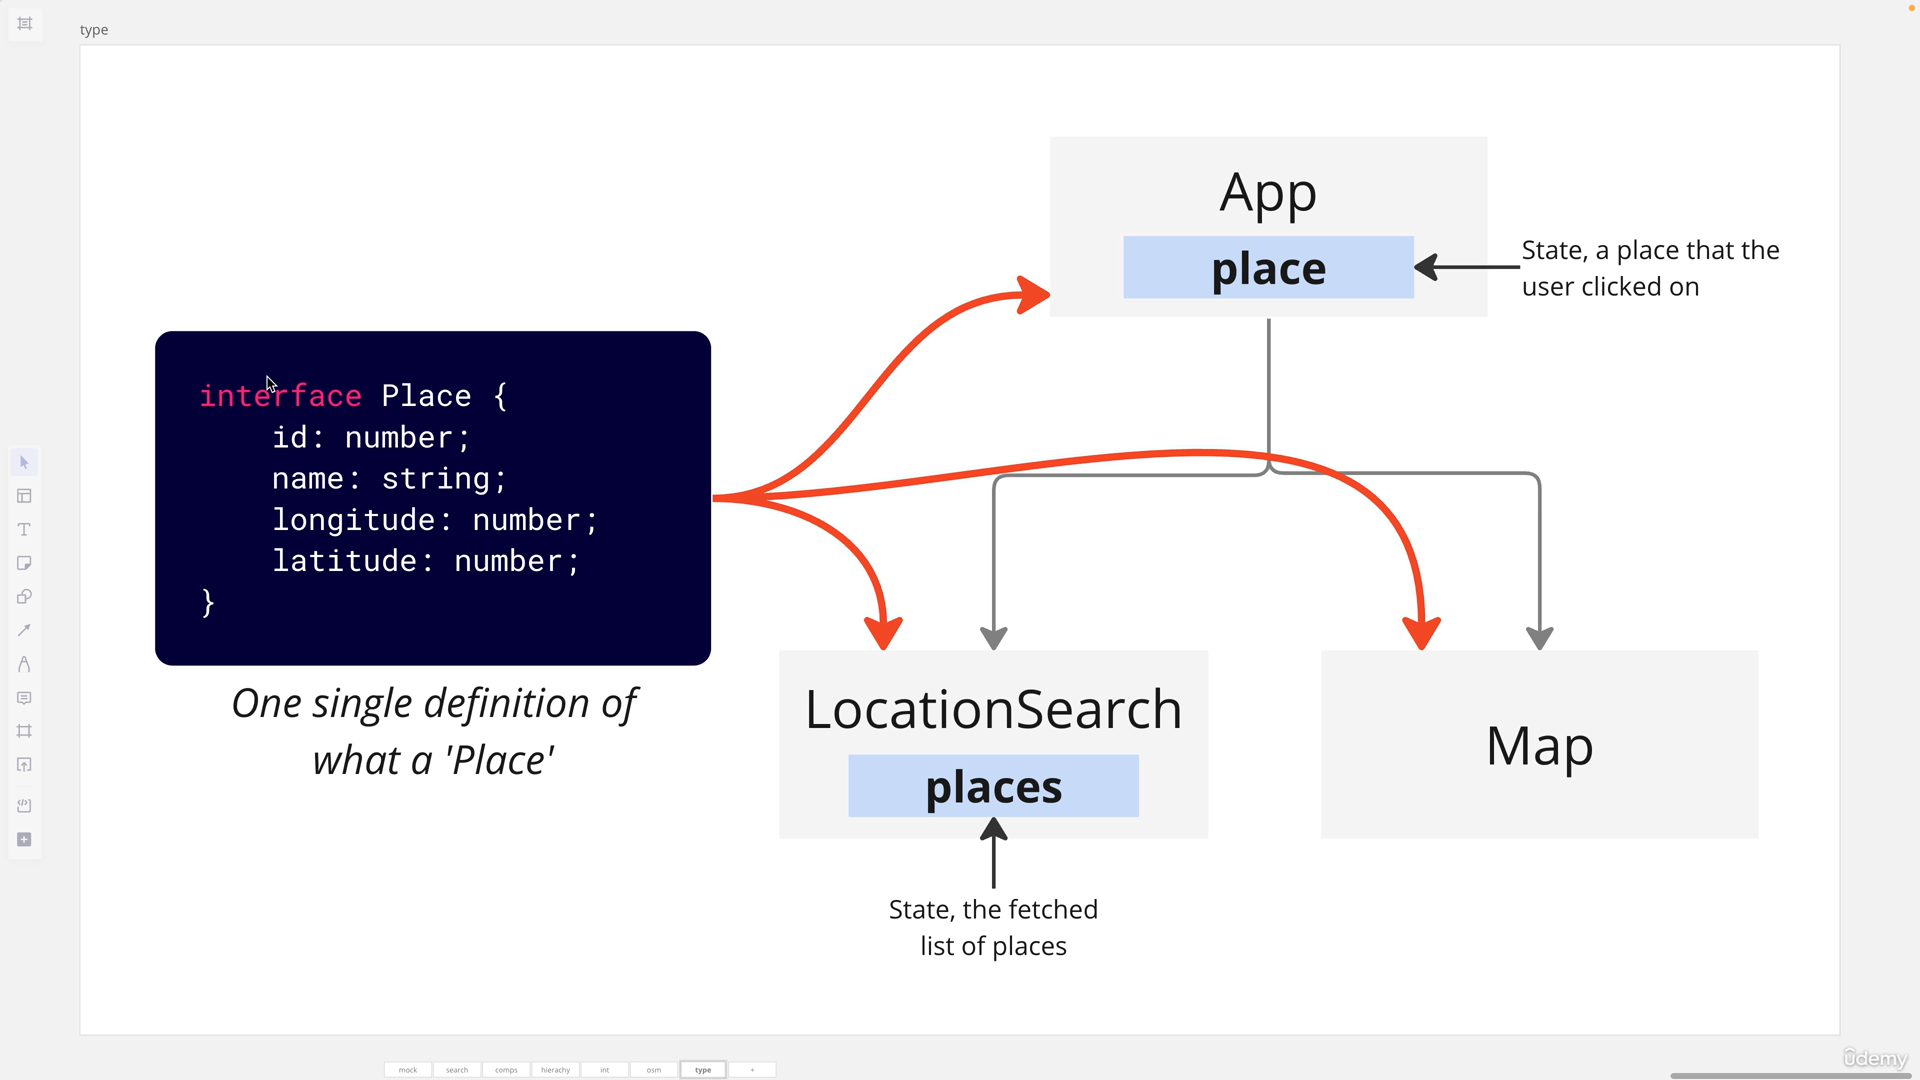 type
App
place
State, a place that the
user clicked on
interface Place {
id: number;
name: string;
longitude: number;
latitude: number;
}
One single definition of
what a 'Place'
LocationSearch
places
Map
State, the fetched
list of places
mock search comps hierachy int osm type +
ûdemy